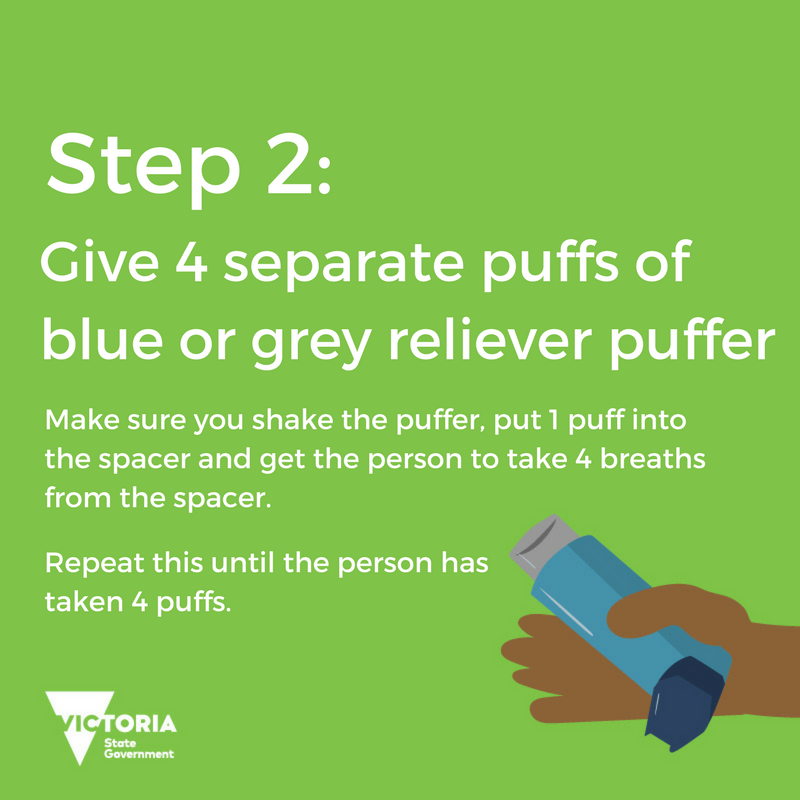 Step 2:
Give 4 separate puffs of
blue or grey reliever puffer
Make sure you shake the puffer, put 1 puff into
the spacer and get the person to take 4 breaths
from the spacer.
Repeat this until the person has
taken 4 puffs.
VICTORIA
State
Government